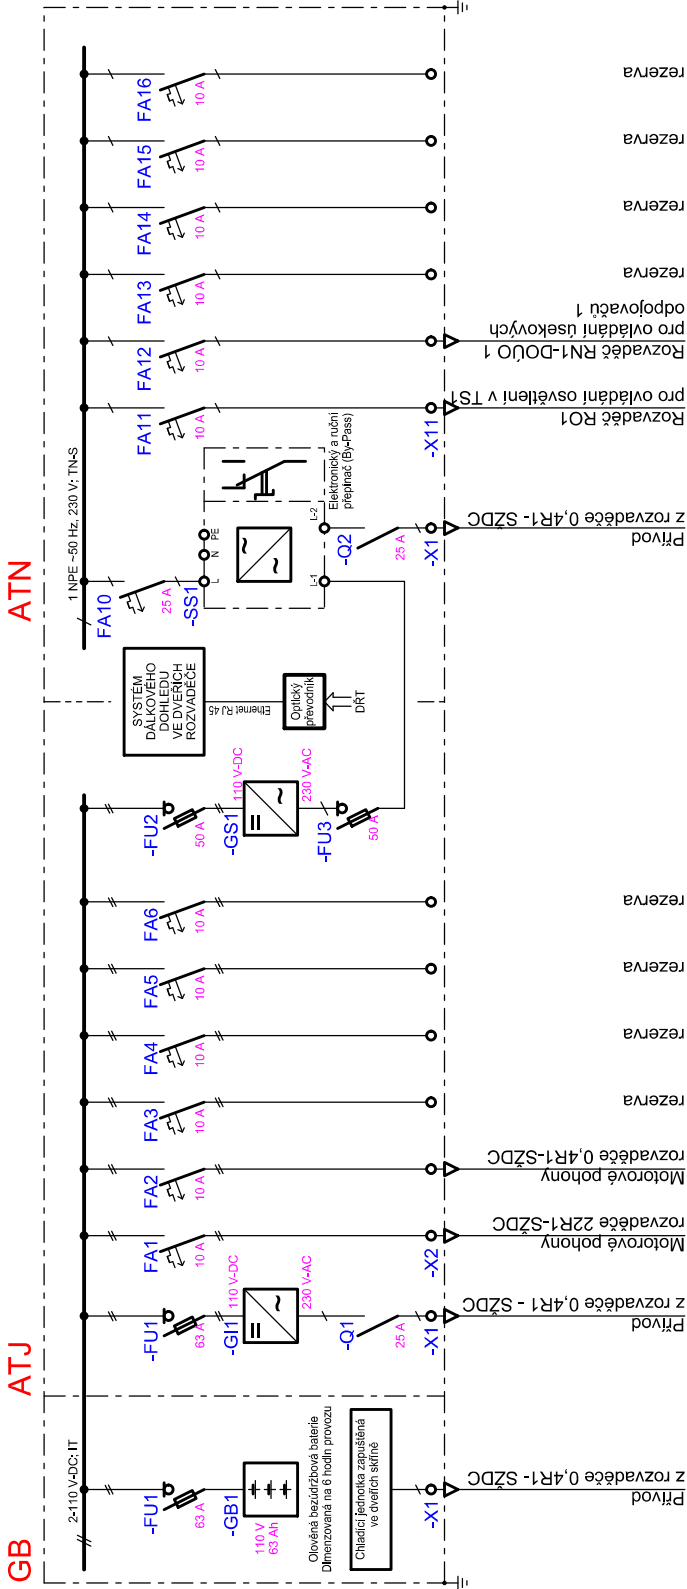 GB
2-110 V-DC; IT
-FU1
63 A
-GB1
110 V
63 Ah
Olověná bezúdržbová baterie
Dimenzovaná na 6 hodin provozu
Chladící jednotka zapuštěná
ve dveřích skříně
-X1
Přívod
z rozvaděče 0,4R1- SŽDC
ATJ
-FU1
63 A
-GI1
110 V-DC
230 V-AC
-Q1
25 A
-X1
Přívod
z rozvaděče 0,4R1 - SŽDC
FA1
10 A
-X2
Motorové pohony
rozvaděče 22R1-SŽDC
FA2
10 A
Motorové pohony
rozvaděče 0,4R1-SŽDC
FA3
10 A
rezerva
FA4
10 A
rezerva
FA5
10 A
rezerva
FA6
10 A
rezerva
-FU2
50 A
-GS1
110 V-DC
230 V-AC
-FU3
50 A
SYSTÉM
DÁLKOVÉHO
DOHLEDU
VE DVEŘÍCH
ROZVADĚČE
Ethernet RJ 45
Optický
převodník
DŘT
ATN
1 NPE ~50 Hz, 230 V; TN-S
FA10
25 A
-SS1
L
N
PE
L-1
L-2
Elektronický a ruční
přepínač (By-Pass)
-Q2
25 A
-X1
Přívod
z rozvaděče 0,4R1- SŽDC
FA11
10 A
-X11
Rozvaděč RO1
pro ovládání osvětlení v TS1
FA12
10 A
Rozvaděč RN1-DOÚO 1
pro ovládání úsekových
odpojovačů 1
FA13
10 A
rezerva
FA14
10 A
rezerva
FA15
10 A
rezerva
FA16
10 A
rezerva